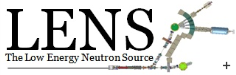 LENS
The Low Energy Neutron Source
+